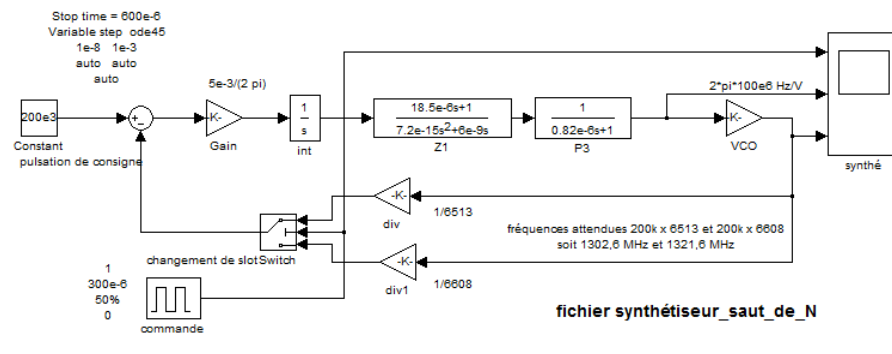 Stop time = 600e-6
Variable step ode45
1e-8 1e-3
auto auto
auto
5e-3/(2 pi)
200e3
Constant
pulsation de consigne
+
-
K-
Gain
1
s
int
18.5e-6s+1
7.2e-15s²+6e-9s
Z1
1
0.82e-6s+1
P3
2*pi*100e6 Hz/V
K-
VCO
synthé
-K-
div
1/6513
fréquences attendues 200k x 6513 et 200k x 6608
soit 1302,6 MHz et 1321,6 MHz
changement de slot Switch
-K-
div1
1/6608
1
300e-6
50%
0
commande
fichier synthétiseur_saut_de_N